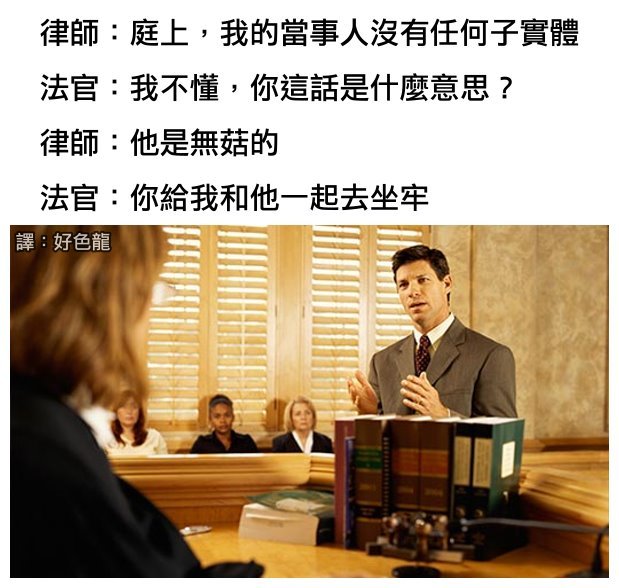 律師：庭上，我的當事人沒有任何子實體
法官：我不懂，你這話是什麼意思？
律師：他是無菇的
法官：你給我和他一起去坐牢
譯：好色龍